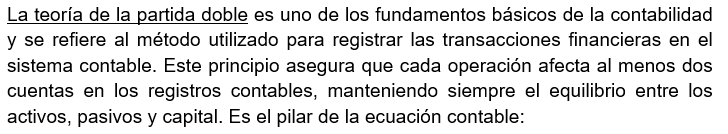 La teoría de la partida doble es uno de los fundamentos básicos de la contabilidad
y se refiere al método utilizado para registrar las transacciones financieras en el
sistema contable. Este principio asegura que cada operación afecta al menos dos
cuentas en los registros contables, manteniendo siempre el equilibrio entre los
activos, pasivos y capital. Es el pilar de la ecuación contable: